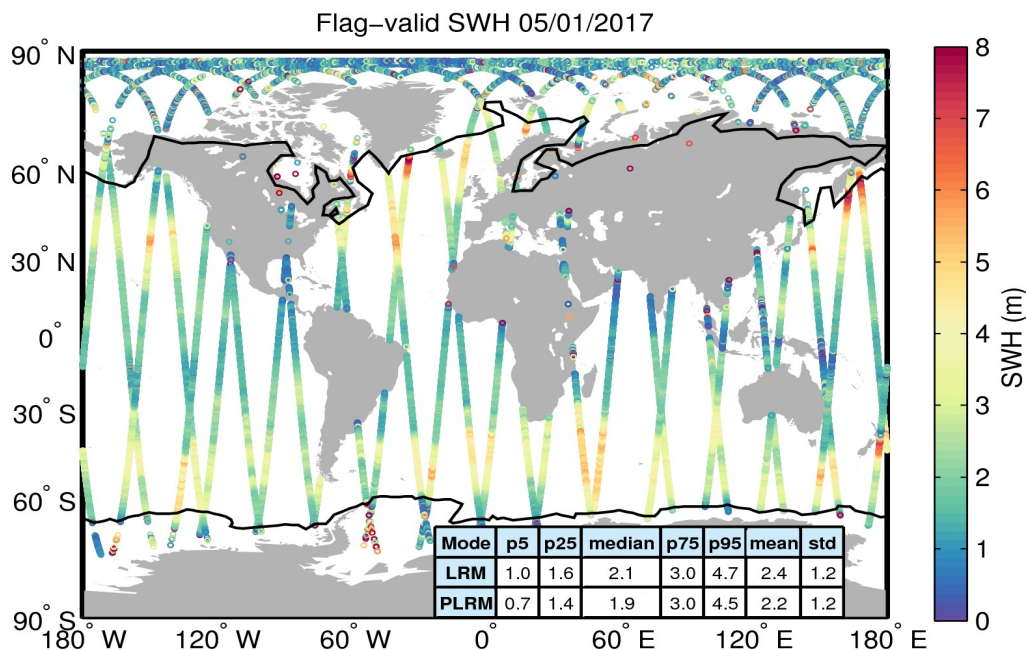 Flag−valid SWH 05/01/2017
90° N
60° N
30° N
0°
30° S
60° S
90° S
180° W
120° W
60° W
0°
60° E
120° E
180° E
8
7
6
5
4
3
2
1
0
SWH (m)
Mode p5 p25 median p75 p95 mean std
LRM 1.0 1.6 2.1 3.0 4.7 2.4 1.2
PLRM 0.7 1.4 1.9 3.0 4.5 2.2 1.2